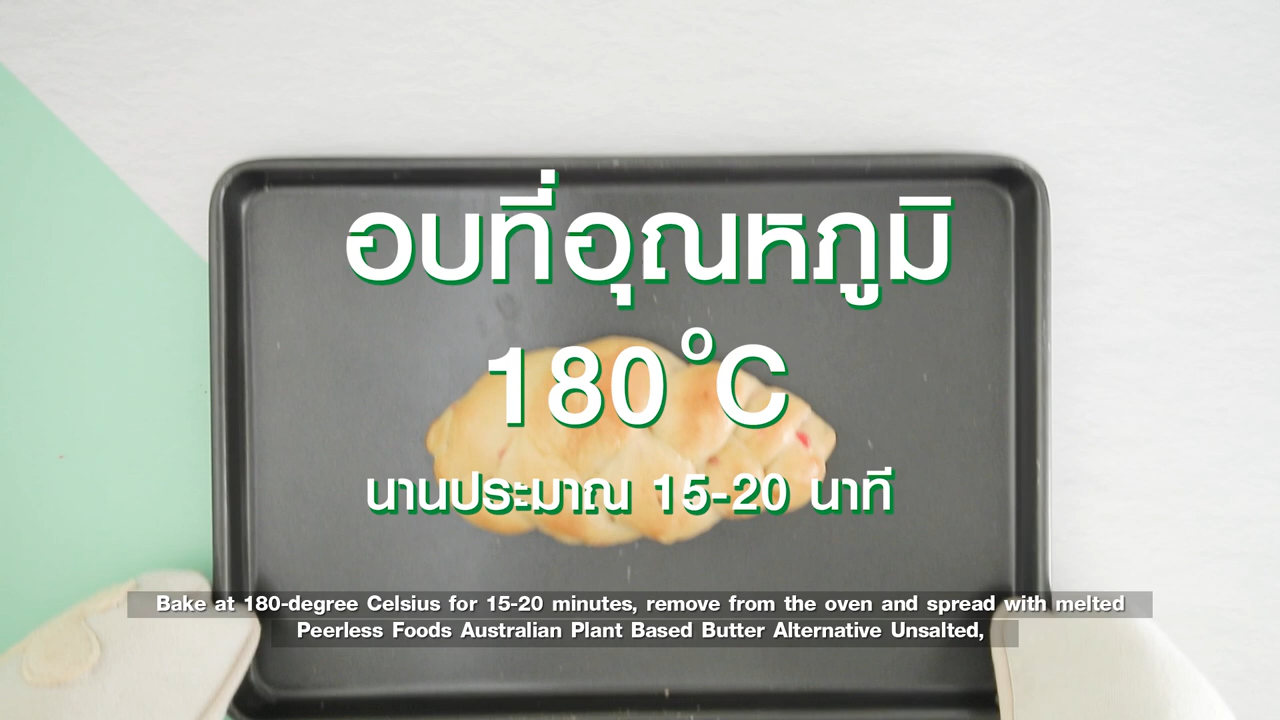 อบที่อุณหภูมิ
180°C
นานประมาณ 15-20 นาที
Bake at 180-degree Celsius for 15-20 minutes, remove from the oven and spread with melted
Peerless Foods Australian Plant Based Butter Alternative Unsalted,